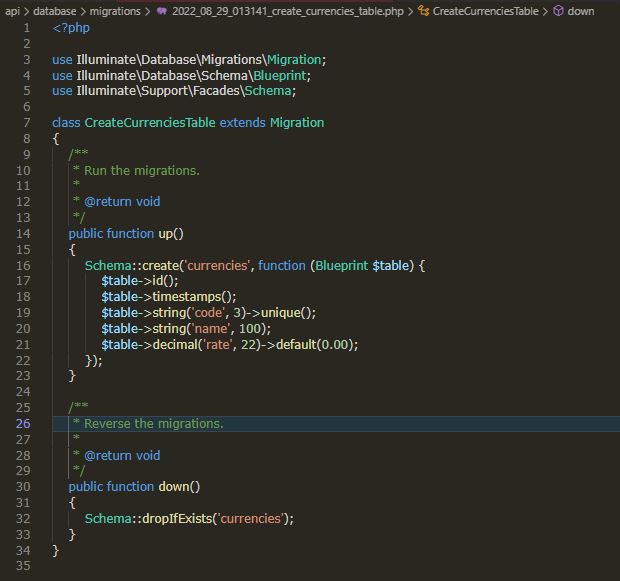 api > database > migrations > 2022_08_29_013141_create_currencies_table.php > CreateCurrenciesTable > down
1 <?php
2
3 use Illuminate\Database\Migrations\Migration;
4 use Illuminate\Database\Schema\Blueprint;
5 use Illuminate\Support\Facades\Schema;
6
7 class CreateCurrenciesTable extends Migration
8 {
9     /**
10      * Run the migrations.
11      *
12      * @return void
13      */
14     public function up()
15     {
16         Schema::create('currencies', function (Blueprint $table) {
17             $table->id();
18             $table->timestamps();
19             $table->string('code', 3)->unique();
20             $table->string('name', 100);
21             $table->decimal('rate', 22)->default(0.00);
22         });
23     }
24
25     /**
26      * Reverse the migrations.
27      *
28      * @return void
29      */
30     public function down()
31     {
32         Schema::dropIfExists('currencies');
33     }
34 }
35